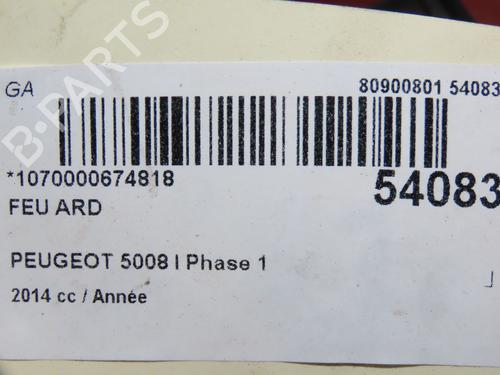 GA
80900801 54083
*1070000674818
54083
FEU ARD
PEUGEOT 5008 I Phase 1
2014 cc / Année
B-PARTS